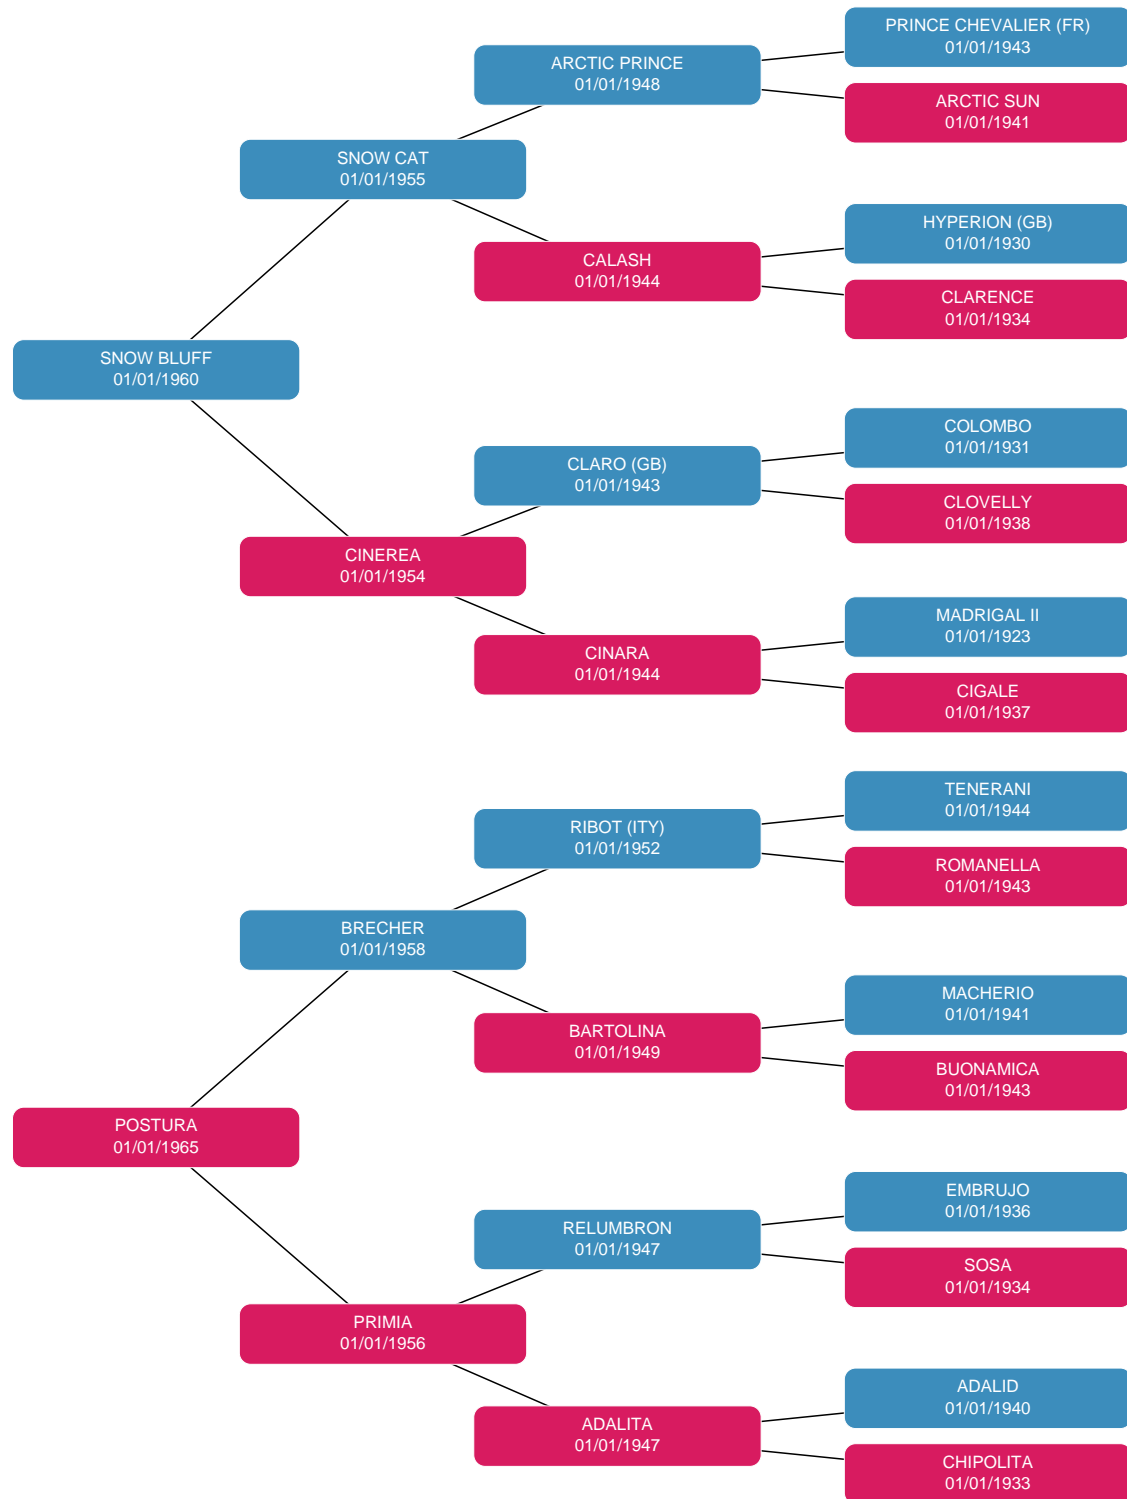 PRINCE CHEVALIER (FR)
01/01/1943
ARCTIC PRINCE
01/01/1948
ARCTIC SUN
01/01/1941
SNOW CAT
01/01/1955
HYPERION (GB)
01/01/1930
CALASH
01/01/1944
CLARENCE
01/01/1934
SNOW BLUFF
01/01/1960
COLOMBO
01/01/1931
CLARO (GB)
01/01/1943
CLOVELLY
01/01/1938
CINEREA
01/01/1954
MADRIGAL II
01/01/1923
CINARA
01/01/1944
CIGALE
01/01/1937
TENERANI
01/01/1944
RIBOT (ITY)
01/01/1952
ROMANELLA
01/01/1943
BRECHER
01/01/1958
MACHERIO
01/01/1941
BARTOLINA
01/01/1949
BUONAMICA
01/01/1943
POSTURA
01/01/1965
EMBRUJO
01/01/1936
RELUMBRON
01/01/1947
SOSA
01/01/1934
PRIMIA
01/01/1956
ADALID
01/01/1940
ADALITA
01/01/1947
CHIPOLITA
01/01/1933